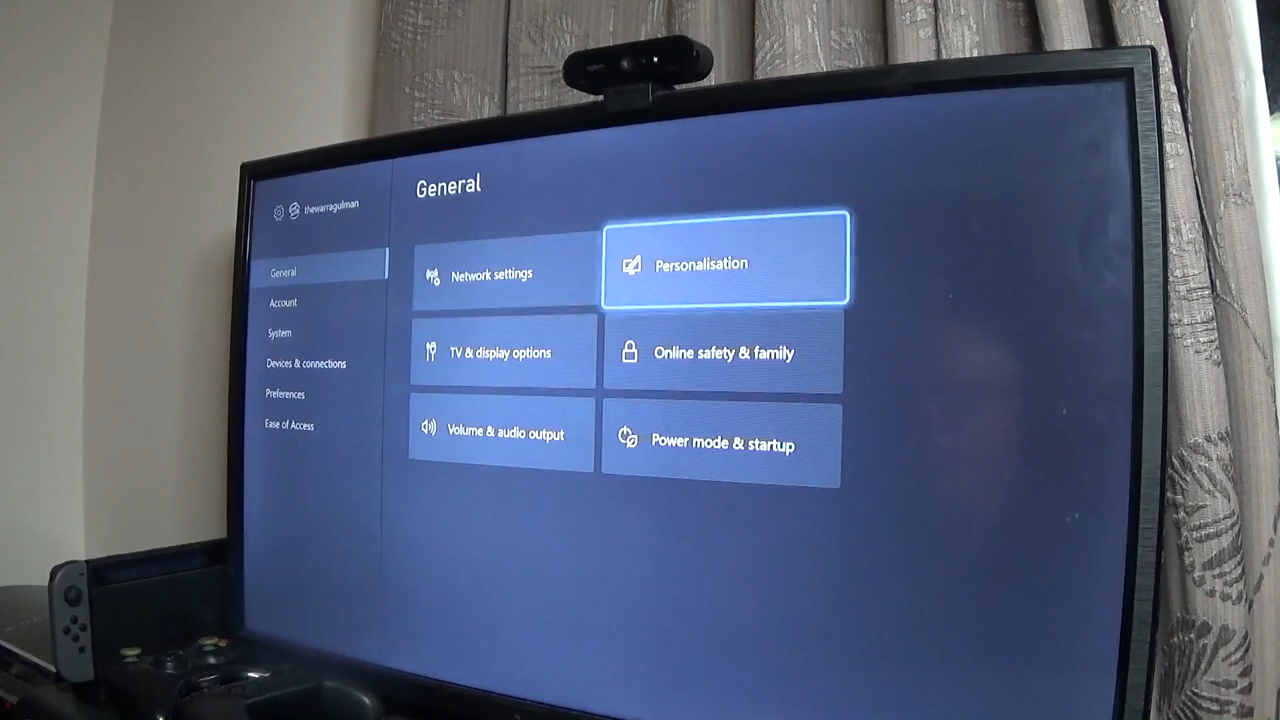 General
thewarragulman
General
Account
System
Devices & connections
Preferences
Ease of Access
Network settings
Personalisation
TV & display options
Online safety & family
Volume & audio output
Power mode & startup